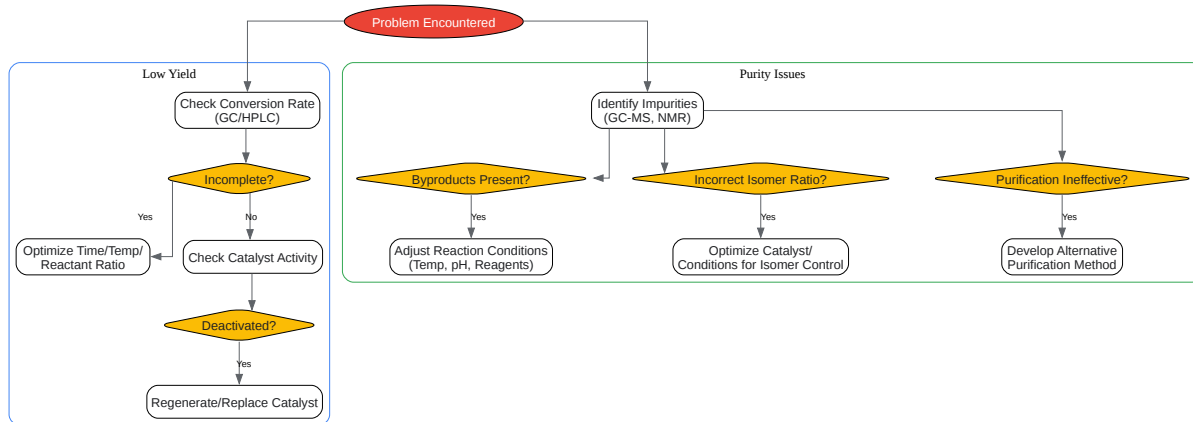 Problem Encountered
Low Yield
Check Conversion Rate
(GC/HPLC)
Incomplete?
Yes
No
Optimize Time/Temp/
Reactant Ratio
Check Catalyst Activity
Deactivated?
Yes
Regenerate/Replace Catalyst
Purity Issues
Identify Impurities
(GC-MS, NMR)
Byproducts Present?
Incorrect Isomer Ratio?
Purification Ineffective?
Yes
Yes
Yes
Adjust Reaction Conditions
(Temp, pH, Reagents)
Optimize Catalyst/
Conditions for Isomer Control
Develop Alternative
Purification Method